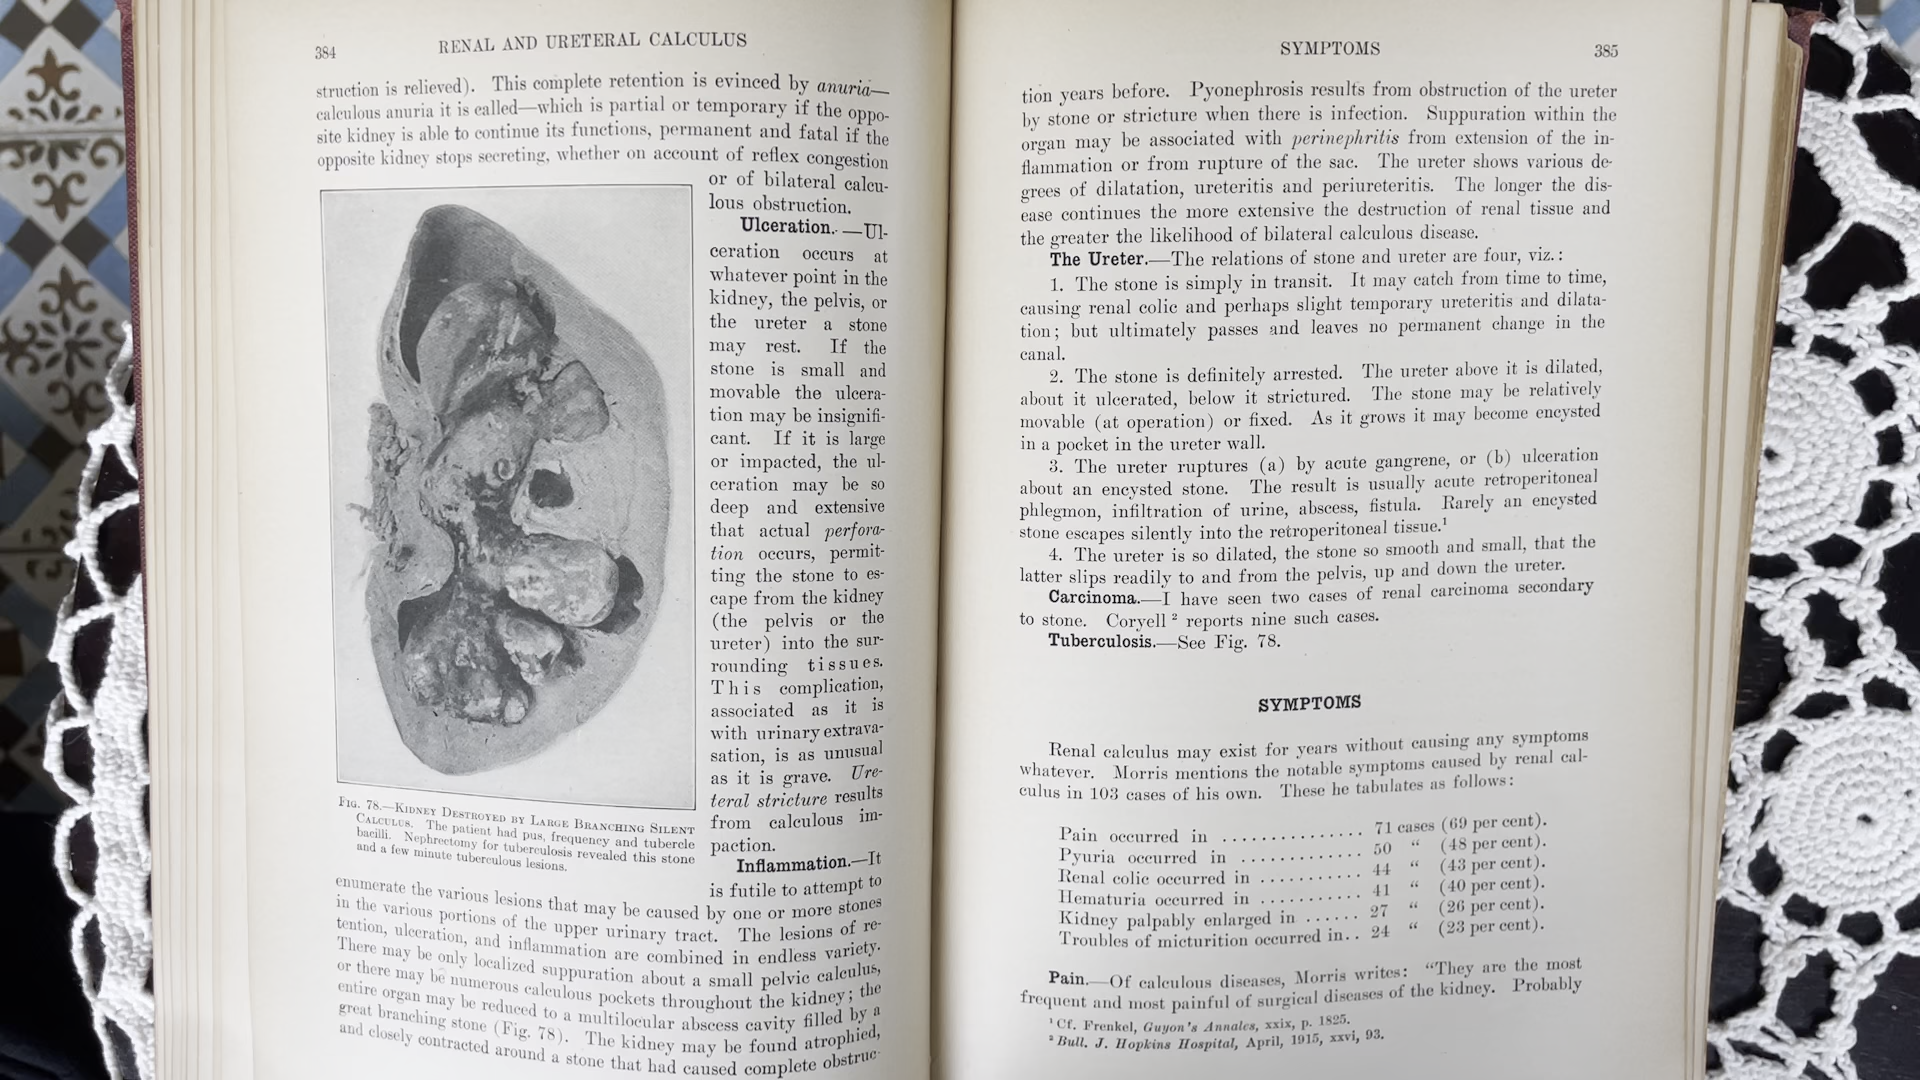 384
RENAL AND URETERAL CALCULUS
struction is relieved). This complete retention is evinced by anuria—
calculous anuria it is called—which is partial or temporary if the oppo-
site kidney is able to continue its functions, permanent and fatal if the
opposite kidney stops secreting, whether on account of reflex congestion
or of bilateral calcu-
lous obstruction.
Ulceration.—Ul-
ceration occurs at
whatever point in the
kidney, the pelvis, or
the ureter a stone
may rest. If the
stone is small and
movable the ulcera-
tion may be insignifi-
cant. If it is large
or impacted, the ul-
ceration may be so
deep and extensive
that actual perfora-
tion occurs, permit-
ting the stone to es-
cape from the kidney
(the pelvis or the
ureter) into the sur-
rounding tissues.
This complication,
associated as it is
with urinary extrava-
sation, is as unusual
as it is grave. Ure-
teral stricture results
from calculous im-
paction.
Inflammation.—It
is futile to attempt to
Fig. 78.—Kidney Destroyed by Large Branching Silent
Calculus. The patient had pus, frequency and tubercle
bacilli. Nephrectomy for tuberculosis revealed this stone
and a few minute tuberculous lesions.
enumerate the various lesions that may be caused by one or more stones
in the various portions of the upper urinary tract. The lesions of re-
tention, ulceration, and inflammation are combined in endless variety.
There may be only localized suppuration about a small pelvic calculus,
or there may be numerous calculous pockets throughout the kidney; the
entire organ may be reduced to a multilocular abscess cavity filled by a
great branching stone (Fig. 78). The kidney may be found atrophied,
and closely contracted around a stone that had caused complete obstruc-
SYMPTOMS
385
tion years before. Pyonephrosis results from obstruction of the ureter
by stone or stricture when there is infection. Suppuration within the
organ may be associated with perinephritis from extension of the in-
flammation or from rupture of the sac. The ureter shows various de-
grees of dilatation, ureteritis and periureteritis. The longer the dis-
ease continues the more extensive the destruction of renal tissue and
the greater the likelihood of bilateral calculous disease.
The Ureter.—The relations of stone and ureter are four, viz.:
1. The stone is simply in transit. It may catch from time to time,
causing renal colic and perhaps slight temporary ureteritis and dilata-
tion; but ultimately passes and leaves no permanent change in the
canal.
2. The stone is definitely arrested. The ureter above it is dilated,
about it ulcerated, below it strictured. The stone may be relatively
movable (at operation) or fixed. As it grows it may become encysted
in a pocket in the ureter wall.
3. The ureter ruptures (a) by acute gangrene, or (b) ulceration
about an encysted stone. The result is usually acute retroperitoneal
phlegmon, infiltration of urine, abscess, fistula. Rarely an encysted
stone escapes silently into the retroperitoneal tissue.¹
4. The ureter is so dilated, the stone so smooth and small, that the
latter slips readily to and from the pelvis, up and down the ureter.
Carcinoma.—I have seen two cases of renal carcinoma secondary
to stone. Coryell ² reports nine such cases.
Tuberculosis.—See Fig. 78.
SYMPTOMS
Renal calculus may exist for years without causing any symptoms
whatever. Morris mentions the notable symptoms caused by renal cal-
culus in 103 cases of his own. These he tabulates as follows:
Pain occurred in ............... 71 cases (69 per cent).
Pyuria occurred in ............. 50 “ (48 per cent).
Renal colic occurred in ........... 44 “ (43 per cent).
Hematuria occurred in ........... 41 “ (40 per cent).
Kidney palpably enlarged in ...... 27 “ (26 per cent).
Troubles of micturition occurred in.. 24 “ (23 per cent).
Pain.—Of calculous diseases, Morris writes: “They are the most
frequent and most painful of surgical diseases of the kidney. Probably
¹ Cf. Frenkel, Guyon's Annales, xxix, p. 1825.
² Bull. J. Hopkins Hospital, April, 1915, xxvi, 93.